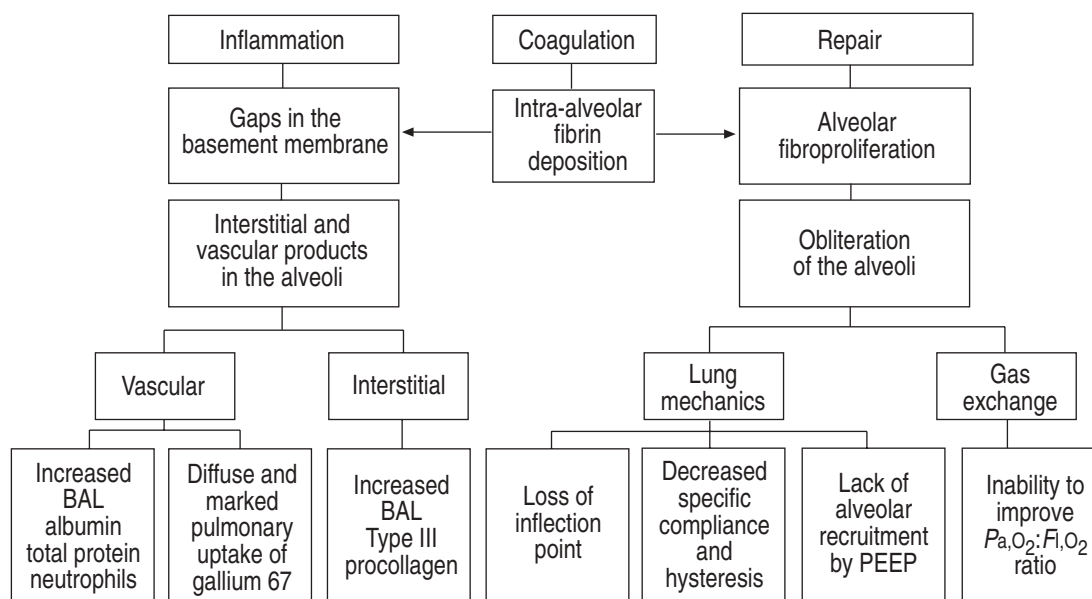 Inflammation
Coagulation
Repair
Gaps in the
basement membrane
Intra-alveolar
fibrin
deposition
Alveolar
fibroproliferation
Interstitial and
vascular products
in the alveoli
Obliteration
of the alveoli
Vascular
Interstitial
Lung
mechanics
Gas
exchange
Increased
BAL
albumin
total protein
neutrophils
Diffuse and
marked
pulmonary
uptake of
gallium 67
Increased
BAL
Type III
procollagen
Loss of
inflection
point
Decreased
specific
compliance
and
hysteresis
Lack of
alveolar
recruitment
by PEEP
Inability to
improve
Pa,O2:FI,O2
ratio